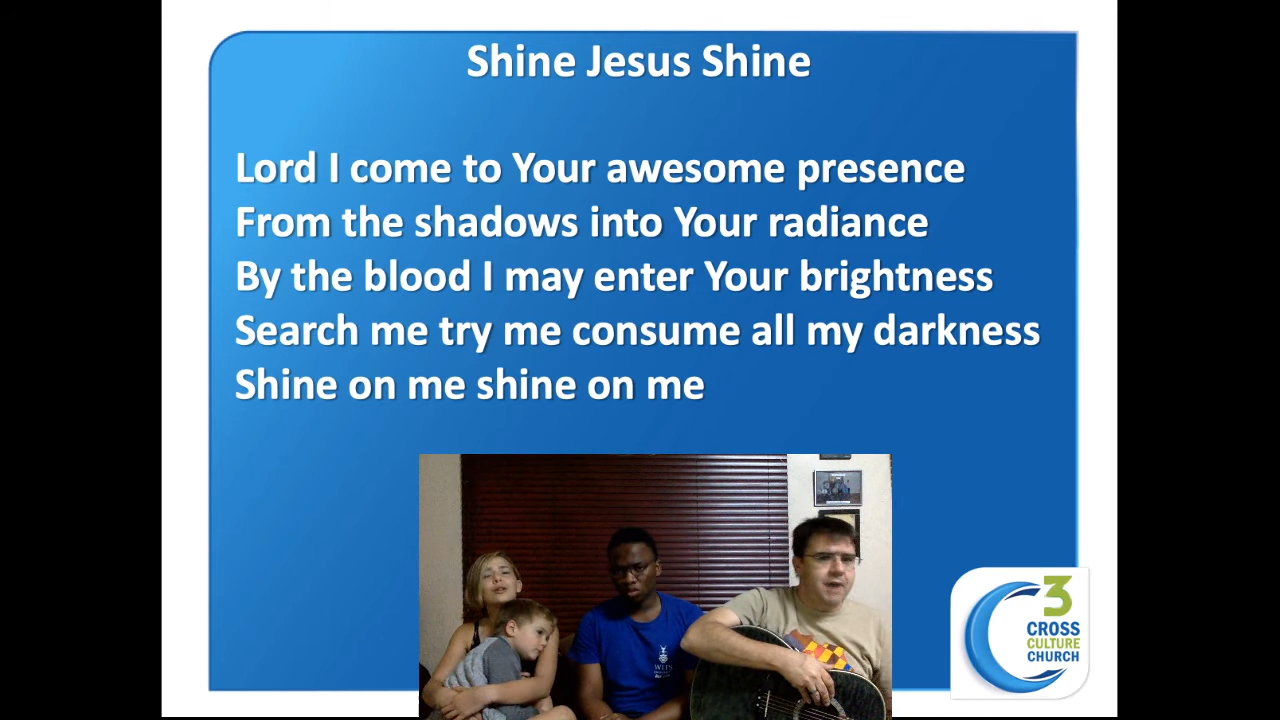 Shine Jesus Shine
Lord I come to Your awesome presence
From the shadows into Your radiance
By the blood I may enter Your brightness
Search me try me consume all my darkness
Shine on me shine on me
3
CROSS
CULTURE
CHURCH
WITS